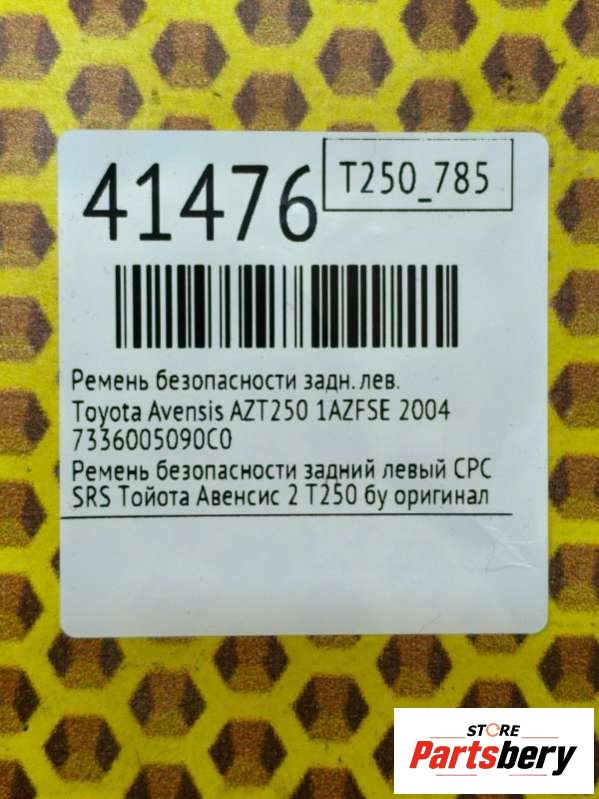 41476
T250_785
Ремень безопасности задн. лев.
Toyota Avensis AZT250 1AZFSE 2004
7336005090C0
Ремень безопасности задний левый СРС
SRS Тойота Авенсис 2 Т250 бу оригинал
STORE
Partsbery